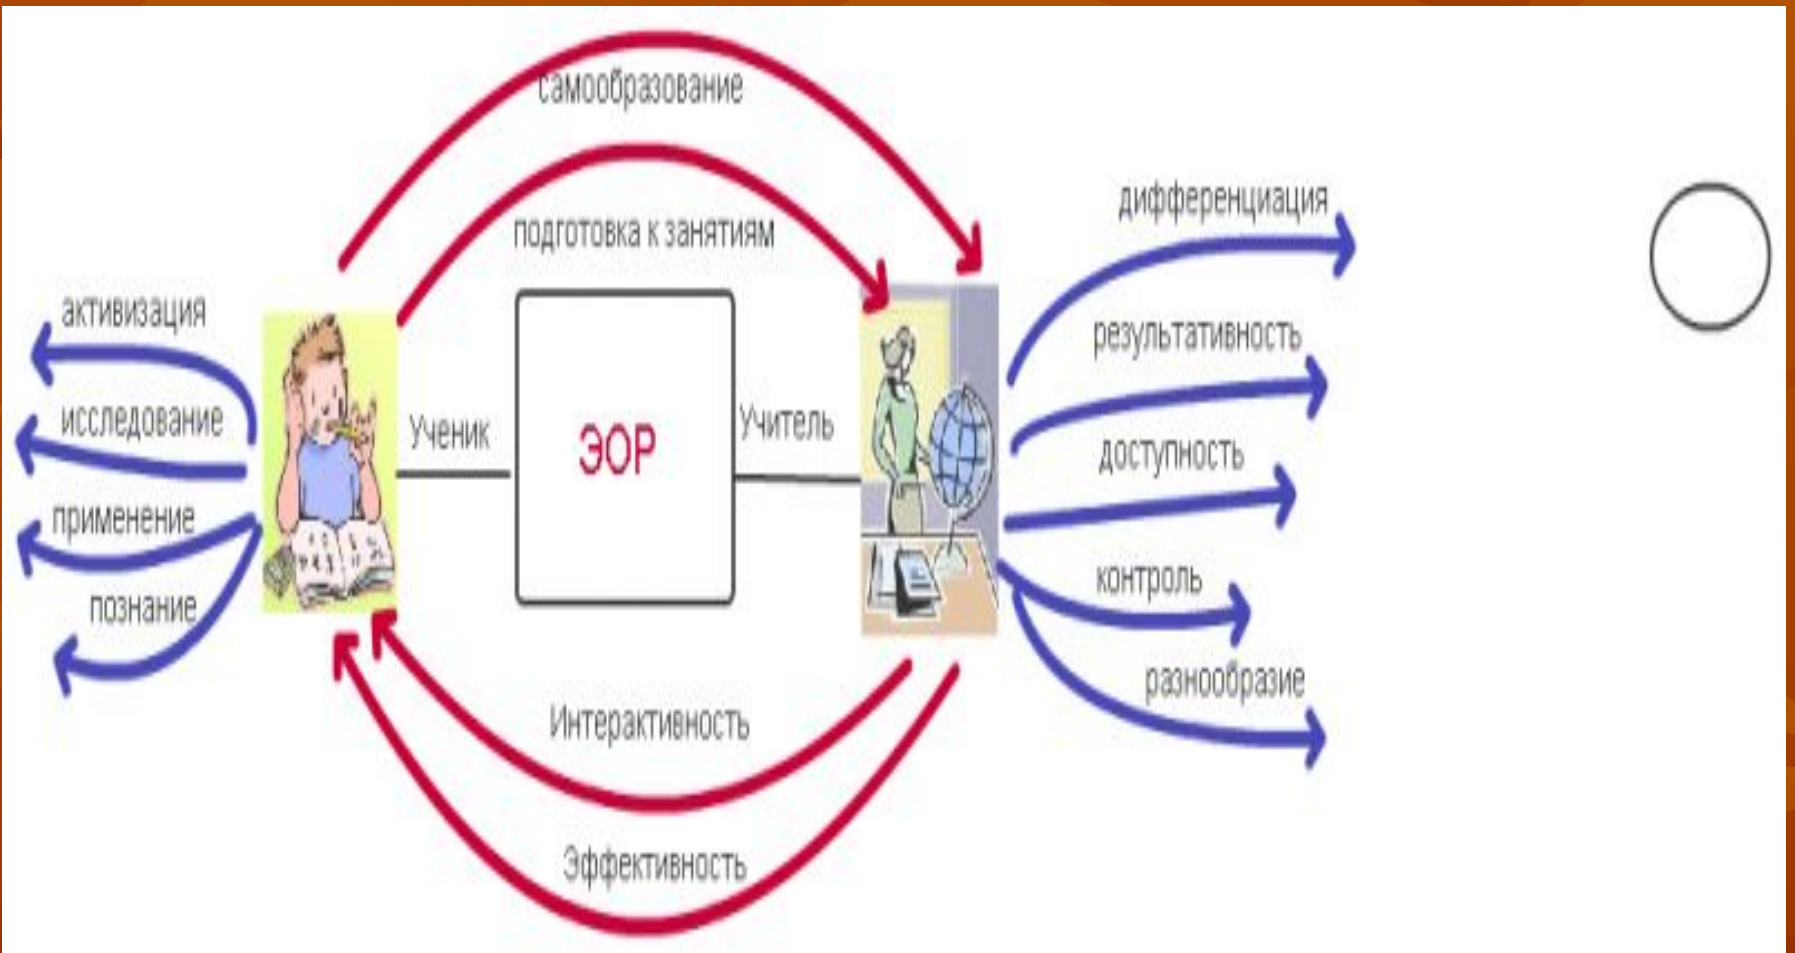 самообразование
подготовка к занятиям
активизация
исследование
применение
познание
Ученик
ЭОР
Учитель
дифференциация
результативность
доступность
контроль
разнообразие
Интерактивность
Эффективность